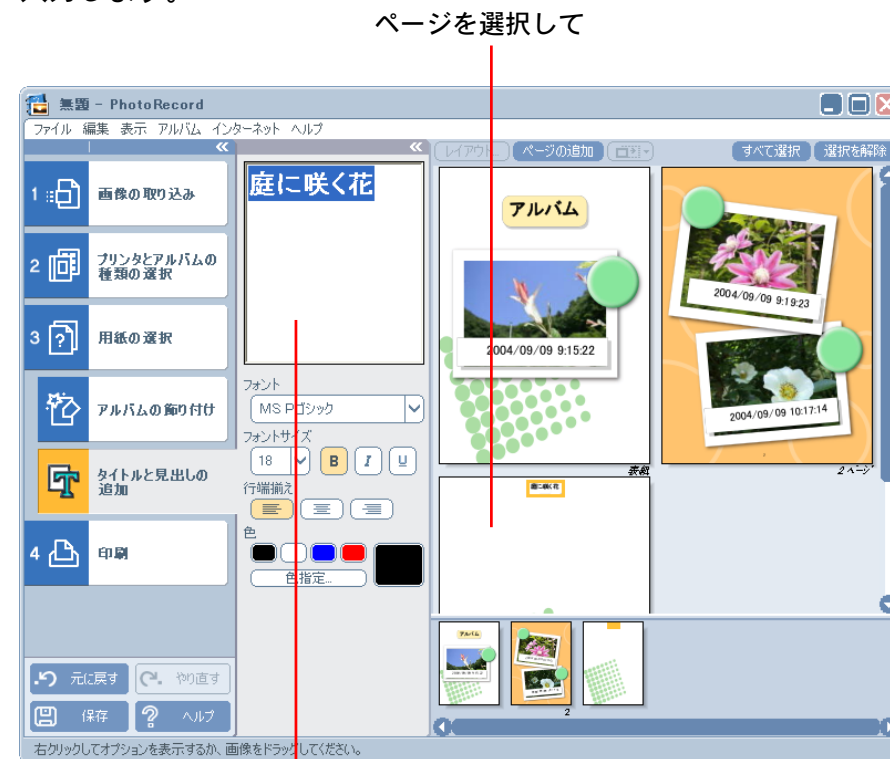 ページを選択して
無題 - PhotoRecord
ファイル 編集 表示 アルバム インターネット ヘルプ
レイアウト... ページの追加 すべて選択 選択を解除
1 画像の取り込み
2 プリンタとアルバムの
種類の選択
3 用紙の選択
アルバムの飾り付け
タイトルと見出しの
追加
4 印刷
元に戻す やり直す
保存 ヘルプ
庭に咲く花
フォント
MS Pゴシック
フォントサイズ
18 B I U
行端揃え
色
色指定...
アルバム
2004/09/09 9:15:22
表紙
2004/09/09 9:19:23
2004/09/09 10:17:14
2 ページ
庭に咲く花
アルバム
2
右クリックしてオプションを表示するか、画像をドラッグしてください。